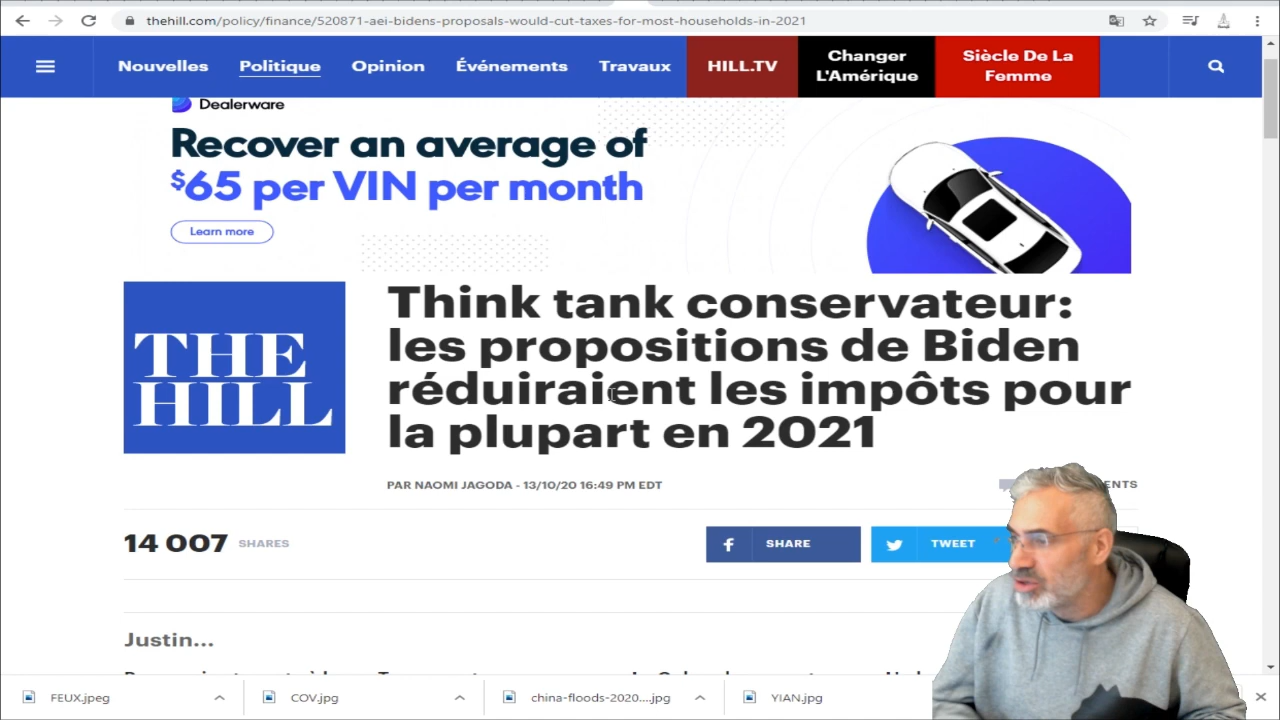 thehill.com/policy/finance/520871-aei-bidens-proposals-would-cut-taxes-for-most-households-in-2021
Nouvelles Politique Opinion Événements Travaux HILL.TV Changer L'Amérique Siècle De La Femme
Dealerware
Recover an average of
$65 per VIN per month
Learn more
THE
HILL
Think tank conservateur:
les propositions de Biden
réduiraient les impôts pour
la plupart en 2021
PAR NAOMI JAGODA - 13/10/20 16:49 PM EDT
14 007 SHARES
SHARE
TWEET
Justin...
FEUX.jpeg
COV.jpg
china-floods-2020....jpg
YIAN.jpg